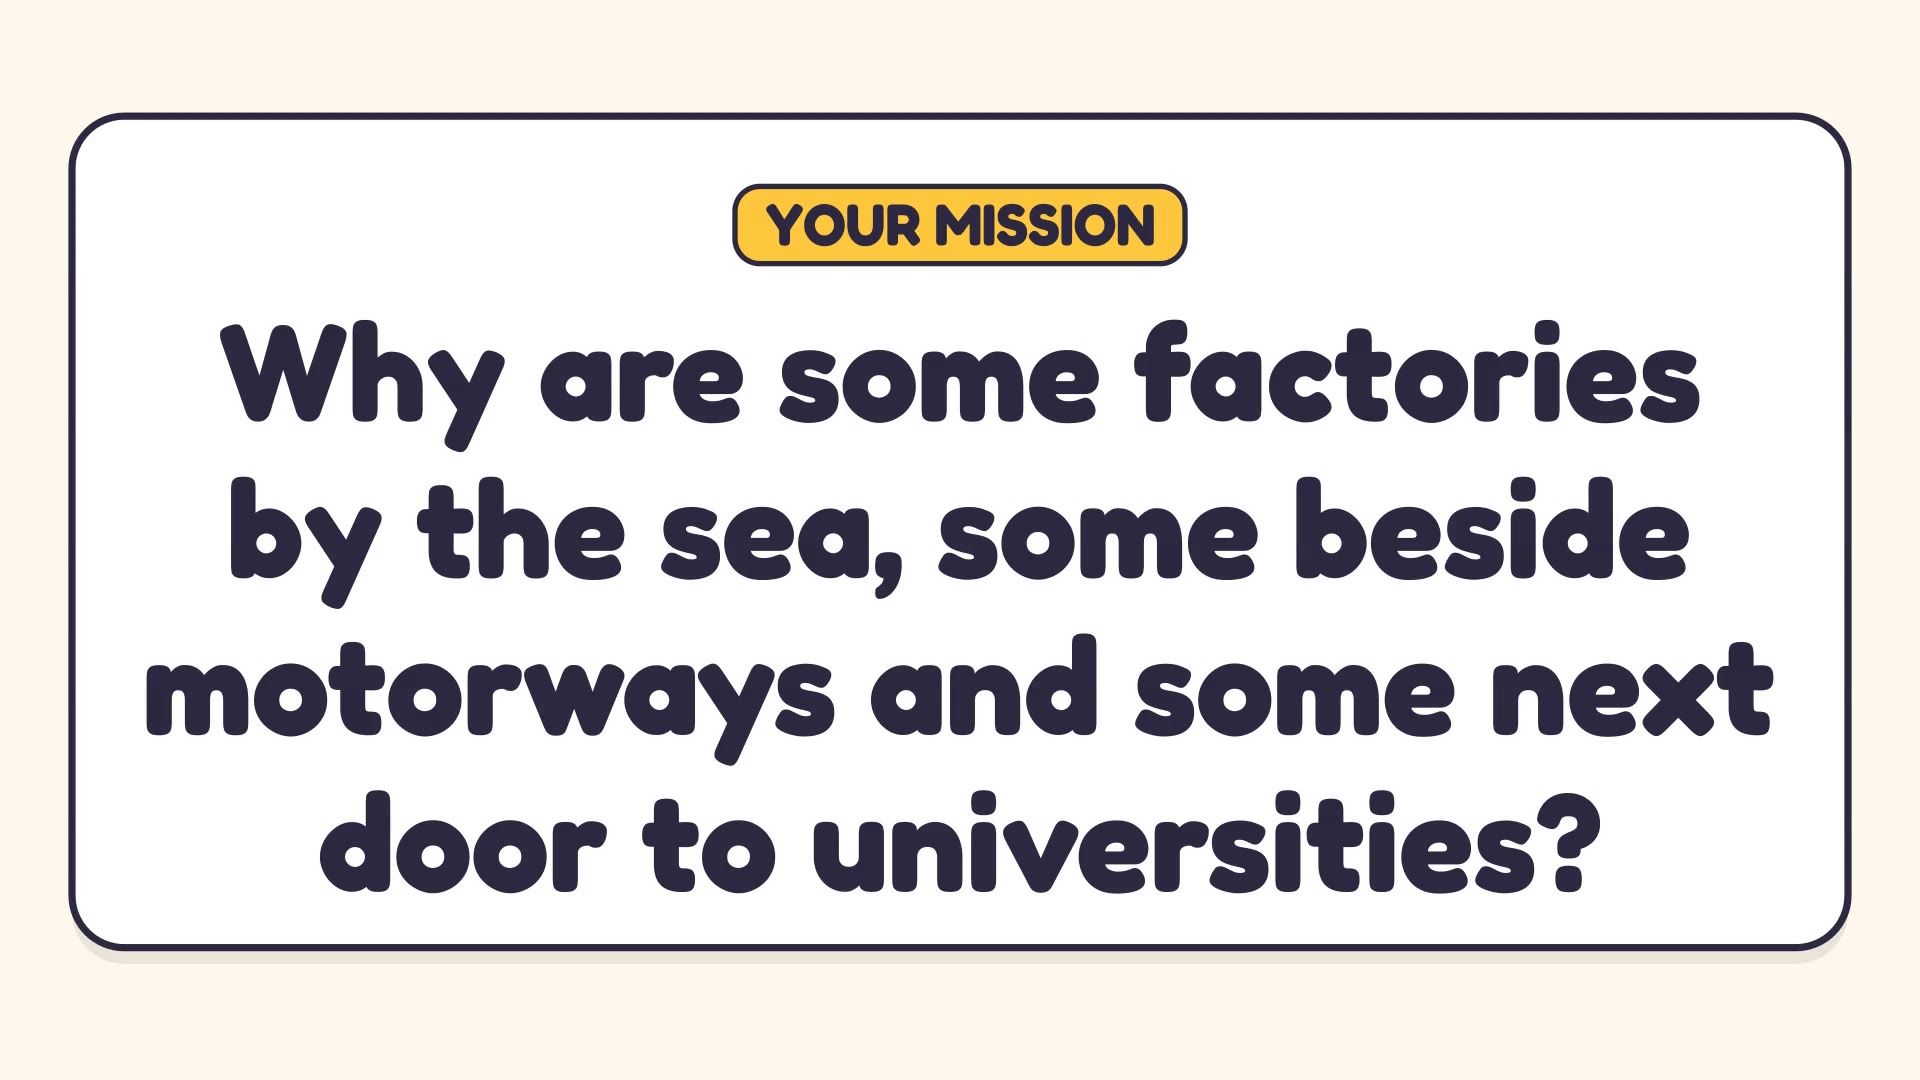 YOUR MISSION
Why are some factories
by the sea, some beside
motorways and some next
door to universities?